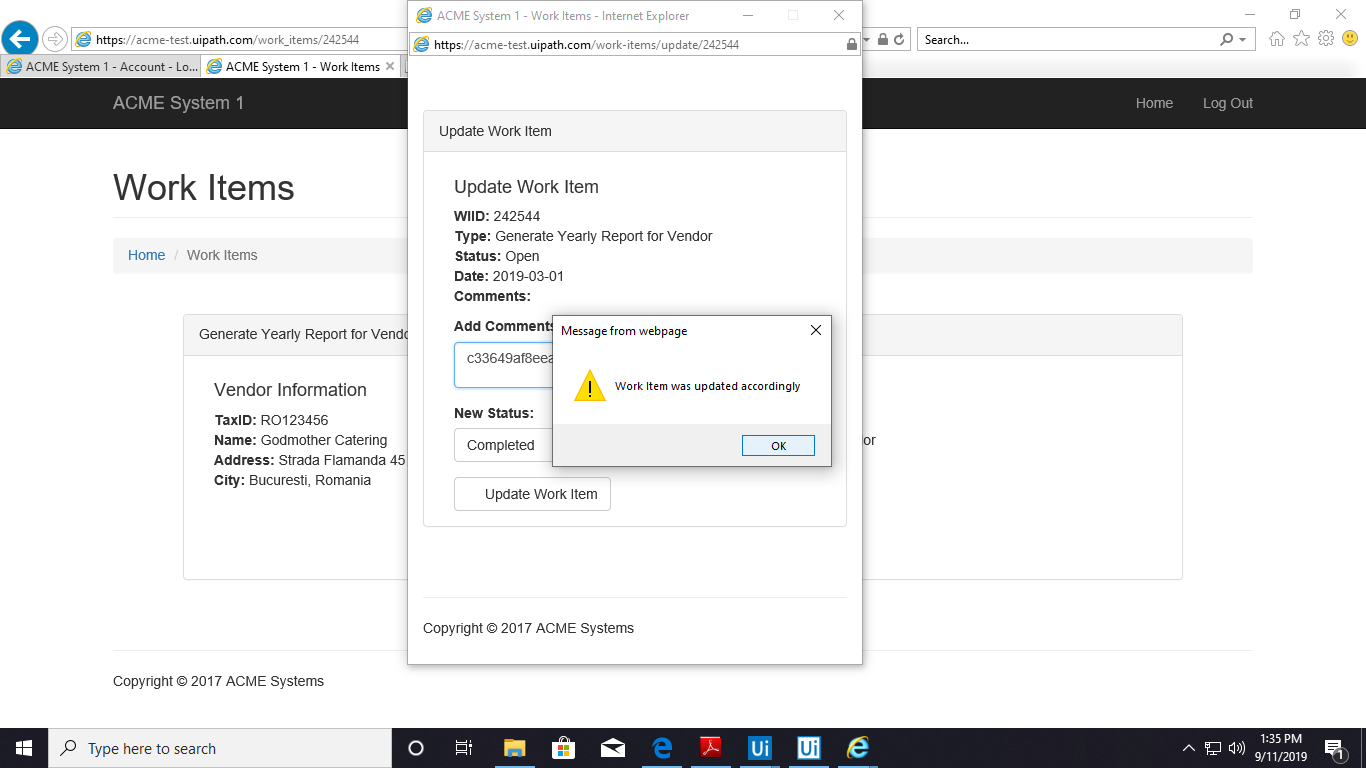 ACME System 1 - Work Items - Internet Explorer
https://acme-test.uipath.com/work_items/242544
https://acme-test.uipath.com/work-items/update/242544
Search...
ACME System 1 - Account - Lo...
ACME System 1 - Work Items
ACME System 1
Home
Log Out
Work Items
Home / Work Items
Generate Yearly Report for Vendo
Vendor Information
TaxID: RO123456
Name: Godmother Catering
Address: Strada Flamanda 45
City: Bucuresti, Romania
or
Copyright © 2017 ACME Systems
Update Work Item
Update Work Item
WIID: 242544
Type: Generate Yearly Report for Vendor
Status: Open
Date: 2019-03-01
Comments:
Add Comments
c33649af8eea
New Status:
Completed
Update Work Item
Copyright © 2017 ACME Systems
Message from webpage
Work Item was updated accordingly
OK
Type here to search
Ui
Ui
1:35 PM
9/11/2019
1